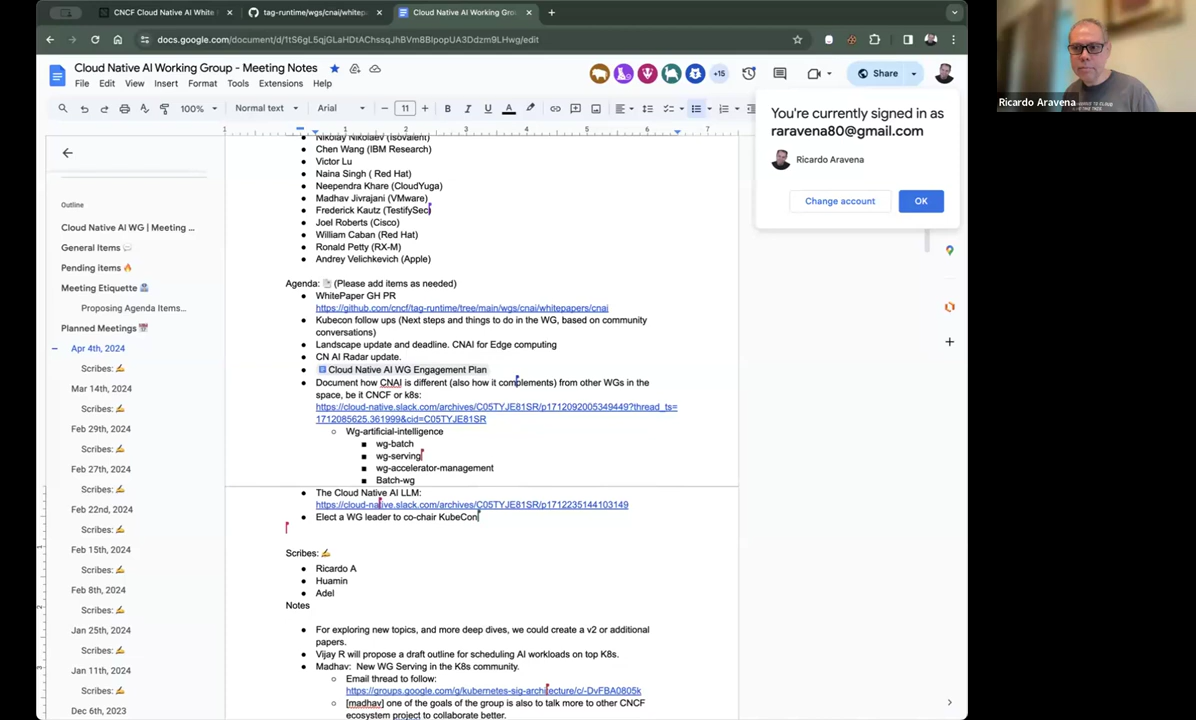 CNCF Cloud Native AI White
tag-runtime/wgs/cnai/whitep
Cloud Native AI Working Gro
docs.google.com/document/d/1tS6gL5qjGLaHDtAChssqJhBVm8BIpopUA3Ddzm9LHwg/edit
Cloud Native AI Working Group - Meeting Notes
File Edit View Insert Format Tools Extensions Help
+15
Share
100% Normal text Arial 11 B I U A
You're currently signed in as
raravena80@gmail.com
Ricardo Aravena
Change account
OK
Ricardo Aravena
1 1 2 3 4 5 6 7
Outline
Cloud Native AI WG | Meeting ...
General Items 💬
Pending items 🔥
Meeting Etiquette
Proposing Agenda Items...
Planned Meetings 📅
Apr 4th, 2024
Scribes: ✍️
Mar 14th, 2024
Scribes: ✍️
Feb 29th, 2024
Scribes: ✍️
Feb 27th, 2024
Scribes: ✍️
Feb 22nd, 2024
Scribes: ✍️
Feb 15th, 2024
Scribes: ✍️
Feb 8th, 2024
Scribes: ✍️
Jan 25th, 2024
Scribes: ✍️
Jan 11th, 2024
Scribes: ✍️
Dec 6th, 2023
Nikolay Nikolaev (Isovalent)
Chen Wang (IBM Research)
Victor Lu
Naina Singh ( Red Hat)
Neependra Khare (CloudYuga)
Madhav Jivrajani (VMware)
Frederick Kautz (TestifySec)
Joel Roberts (Cisco)
William Caban (Red Hat)
Ronald Petty (RX-M)
Andrey Velichkevich (Apple)
Agenda: 📝 (Please add items as needed)
WhitePaper GH PR
https://github.com/cncf/tag-runtime/tree/main/wgs/cnai/whitepapers/cnai
Kubecon follow ups (Next steps and things to do in the WG, based on community
conversations)
Landscape update and deadline. CNAI for Edge computing
CN AI Radar update.
Cloud Native AI WG Engagement Plan
Document how CNAI is different (also how it complements) from other WGs in the
space, be it CNCF or k8s:
https://cloud-native.slack.com/archives/C05TYJE81SR/p1712092005349449?thread_ts=
1712085625.361999&cid=C05TYJE81SR
Wg-artificial-intelligence
wg-batch
wg-serving
wg-accelerator-management
Batch-wg
The Cloud Native AI LLM:
https://cloud-native.slack.com/archives/C05TYJE81SR/p1712235144103149
Elect a WG leader to co-chair KubeCon
Scribes: ✍️
Ricardo A
Huamin
Adel
Notes
For exploring new topics, and more deep dives, we could create a v2 or additional
papers.
Vijay R will propose a draft outline for scheduling AI workloads on top K8s.
Madhav: New WG Serving in the K8s community.
Email thread to follow:
https://groups.google.com/g/kubernetes-sig-architecture/c/-DvFBA0805k
[madhav] one of the goals of the group is also to talk more to other CNCF
ecosystem project to collaborate better.